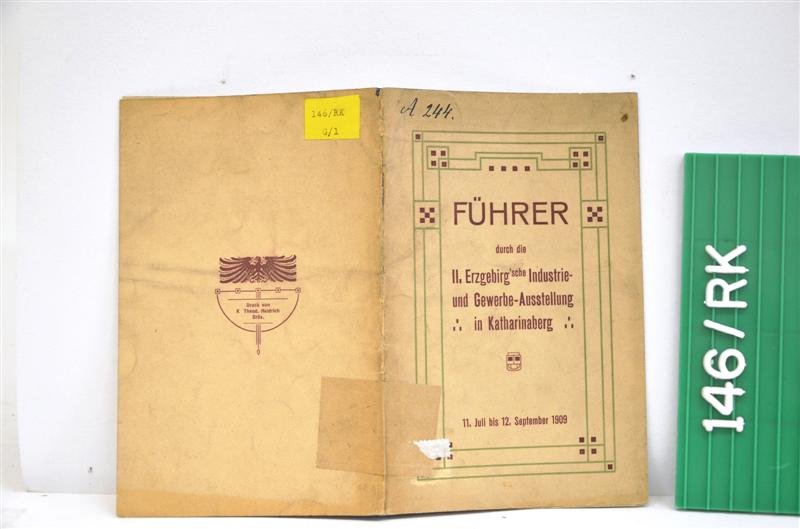 146/RK
G/1
Druck von
K Theod. Heidrich
Brüx.
A 244.
FÜHRER
durch die
II. Erzgebirg'sche Industrie-
und Gewerbe-Ausstellung
in Katharinaberg
11. Juli bis 12. September 1909
146/RK